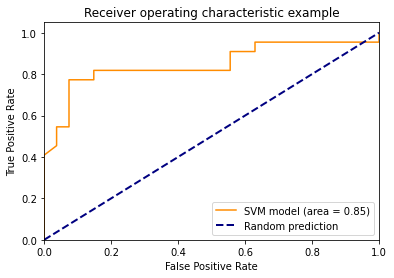 Receiver operating characteristic example
True Positive Rate
1.0
0.8
0.6
0.4
0.2
0.0
SVM model (area = 0.85)
Random prediction
0.0 0.2 0.4 0.6 0.8 1.0
False Positive Rate